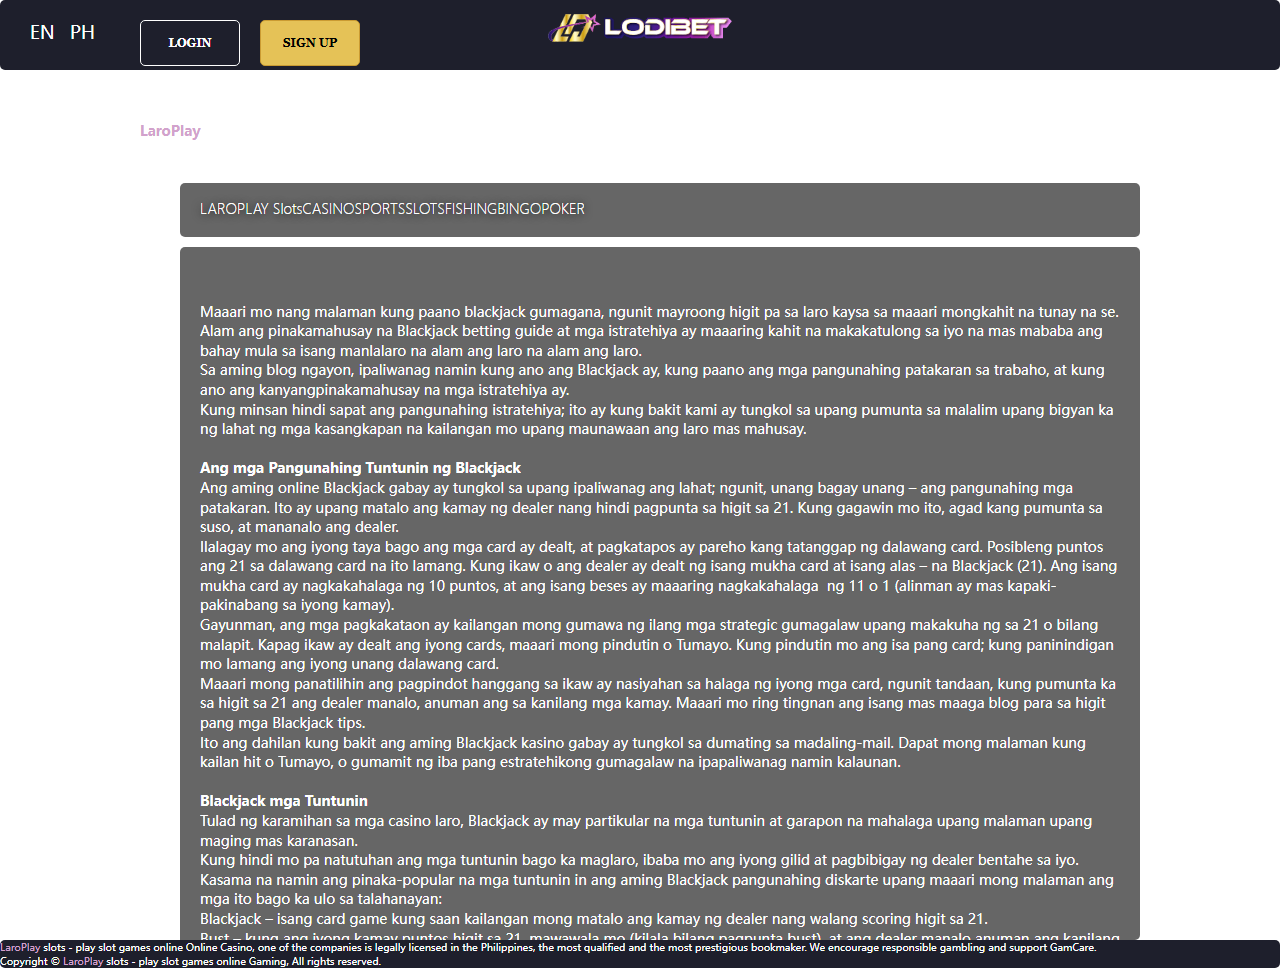 EN PH
LOGIN
SIGN UP
LODIBET
LaroPlay
LAROPLAY SlotsCASINOSPORTSSLOTSFISHINGBINGOPOKER
Maaari mo nang malaman kung paano blackjack gumagana, ngunit mayroong higit pa sa laro kaysa sa maaari mongkahit na tunay na se.
Alam ang pinakamahusay na Blackjack betting guide at mga istratehiya ay maaaring kahit na makakatulong sa iyo na mas mababa ang
bahay mula sa isang manlalaro na alam ang laro na alam ang laro.
Sa aming blog ngayon, ipaliwanag namin kung ano ang Blackjack ay, kung paano ang mga pangunahing patakaran sa trabaho, at kung
ano ang kanyangpinakamahusay na mga istratehiya ay.
Kung minsan hindi sapat ang pangunahing istratehiya; ito ay kung bakit kami ay tungkol sa upang pumunta sa malalim upang bigyan ka
ng lahat ng mga kasangkapan na kailangan mo upang maunawaan ang laro mas mahusay.
Ang mga Pangunahing Tuntunin ng Blackjack
Ang aming online Blackjack gabay ay tungkol sa upang ipaliwanag ang lahat; ngunit, unang bagay unang – ang pangunahing mga
patakaran. Ito ay upang matalo ang kamay ng dealer nang hindi pagpunta sa higit sa 21. Kung gagawin mo ito, agad kang pumunta sa
suso, at mananalo ang dealer.
Ilalagay mo ang iyong taya bago ang mga card ay dealt, at pagkatapos ay pareho kang tatanggap ng dalawang card. Posibleng puntos
ang 21 sa dalawang card na ito lamang. Kung ikaw o ang dealer ay dealt ng isang mukha card at isang alas – na Blackjack (21). Ang isang
mukha card ay nagkakahalaga ng 10 puntos, at ang isang beses ay maaaring nagkakahalaga  ng 11 o 1 (alinman ay mas kapaki-
pakinabang sa iyong kamay).
Gayunman, ang mga pagkakataon ay kailangan mong gumawa ng ilang mga strategic gumagalaw upang makakuha ng sa 21 o bilang
malapit. Kapag ikaw ay dealt ang iyong cards, maaari mong pindutin o Tumayo. Kung pindutin mo ang isa pang card; kung paninindigan
mo lamang ang iyong unang dalawang card.
Maaari mong panatilihin ang pagpindot hanggang sa ikaw ay nasiyahan sa halaga ng iyong mga card, ngunit tandaan, kung pumunta ka
sa higit sa 21 ang dealer manalo, anuman ang sa kanilang mga kamay. Maaari mo ring tingnan ang isang mas maaga blog para sa higit
pang mga Blackjack tips.
Ito ang dahilan kung bakit ang aming Blackjack kasino gabay ay tungkol sa dumating sa madaling-mail. Dapat mong malaman kung
kailan hit o Tumayo, o gumamit ng iba pang estratehikong gumagalaw na ipapaliwanag namin kalaunan.
Blackjack mga Tuntunin
Tulad ng karamihan sa mga casino laro, Blackjack ay may partikular na mga tuntunin at garapon na mahalaga upang malaman upang
maging mas karanasan.
Kung hindi mo pa natutuhan ang mga tuntunin bago ka maglaro, ibaba mo ang iyong gilid at pagbibigay ng dealer bentahe sa iyo.
Kasama na namin ang pinaka-popular na mga tuntunin in ang aming Blackjack pangunahing diskarte upang maaari mong malaman ang
mga ito bago ka ulo sa talahanayan:
Blackjack – isang card game kung saan kailangan mong matalo ang kamay ng dealer nang walang scoring higit sa 21.
Bust – kung ang iyong kamay puntos higit sa 21, mawawala mo (kilala bilang pagpunta bust), at ang dealer manalo anuman ang kanilang
LaroPlay slots - play slot games online Online Casino, one of the companies is legally licensed in the Philippines, the most qualified and the most prestigious bookmaker. We encourage responsible gambling and support GamCare.
Copyright © LaroPlay slots - play slot games online Gaming, All rights reserved.